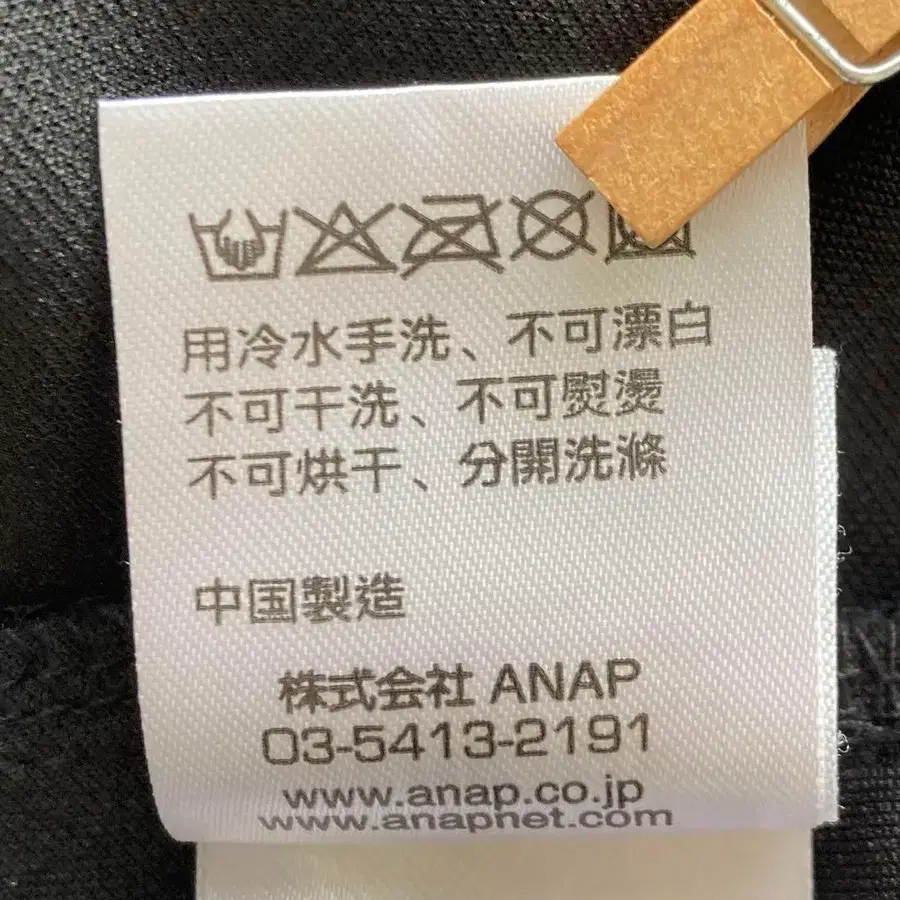 用冷水手洗、不可漂白
不可干洗、不可熨燙
不可烘干、分開洗滌
中国製造
株式会社 ANAP
03-5413-2191
www.anap.co.jp
www.anapnet.com